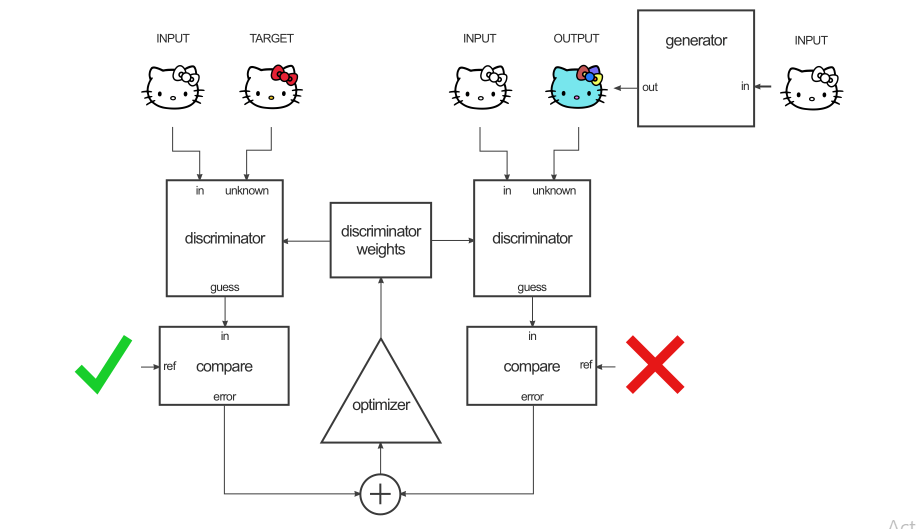 INPUT
TARGET
INPUT
OUTPUT
generator
INPUT
out
in
in
unknown
in
unknown
discriminator
discriminator
weights
discriminator
guess
guess
in
in
ref
compare
compare
ref
error
optimizer
error
Act